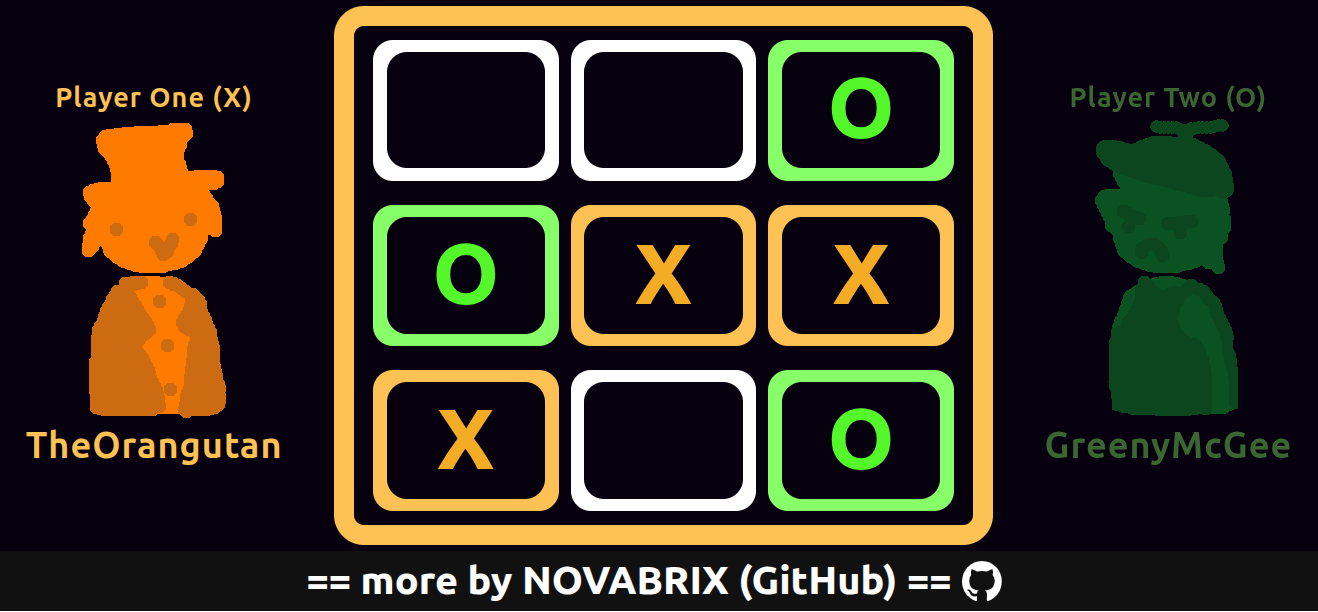 Player One (X)
TheOrangutan
O
O X X
X O
Player Two (O)
GreenyMcGee
== more by NOVABRIX (GitHub) ==